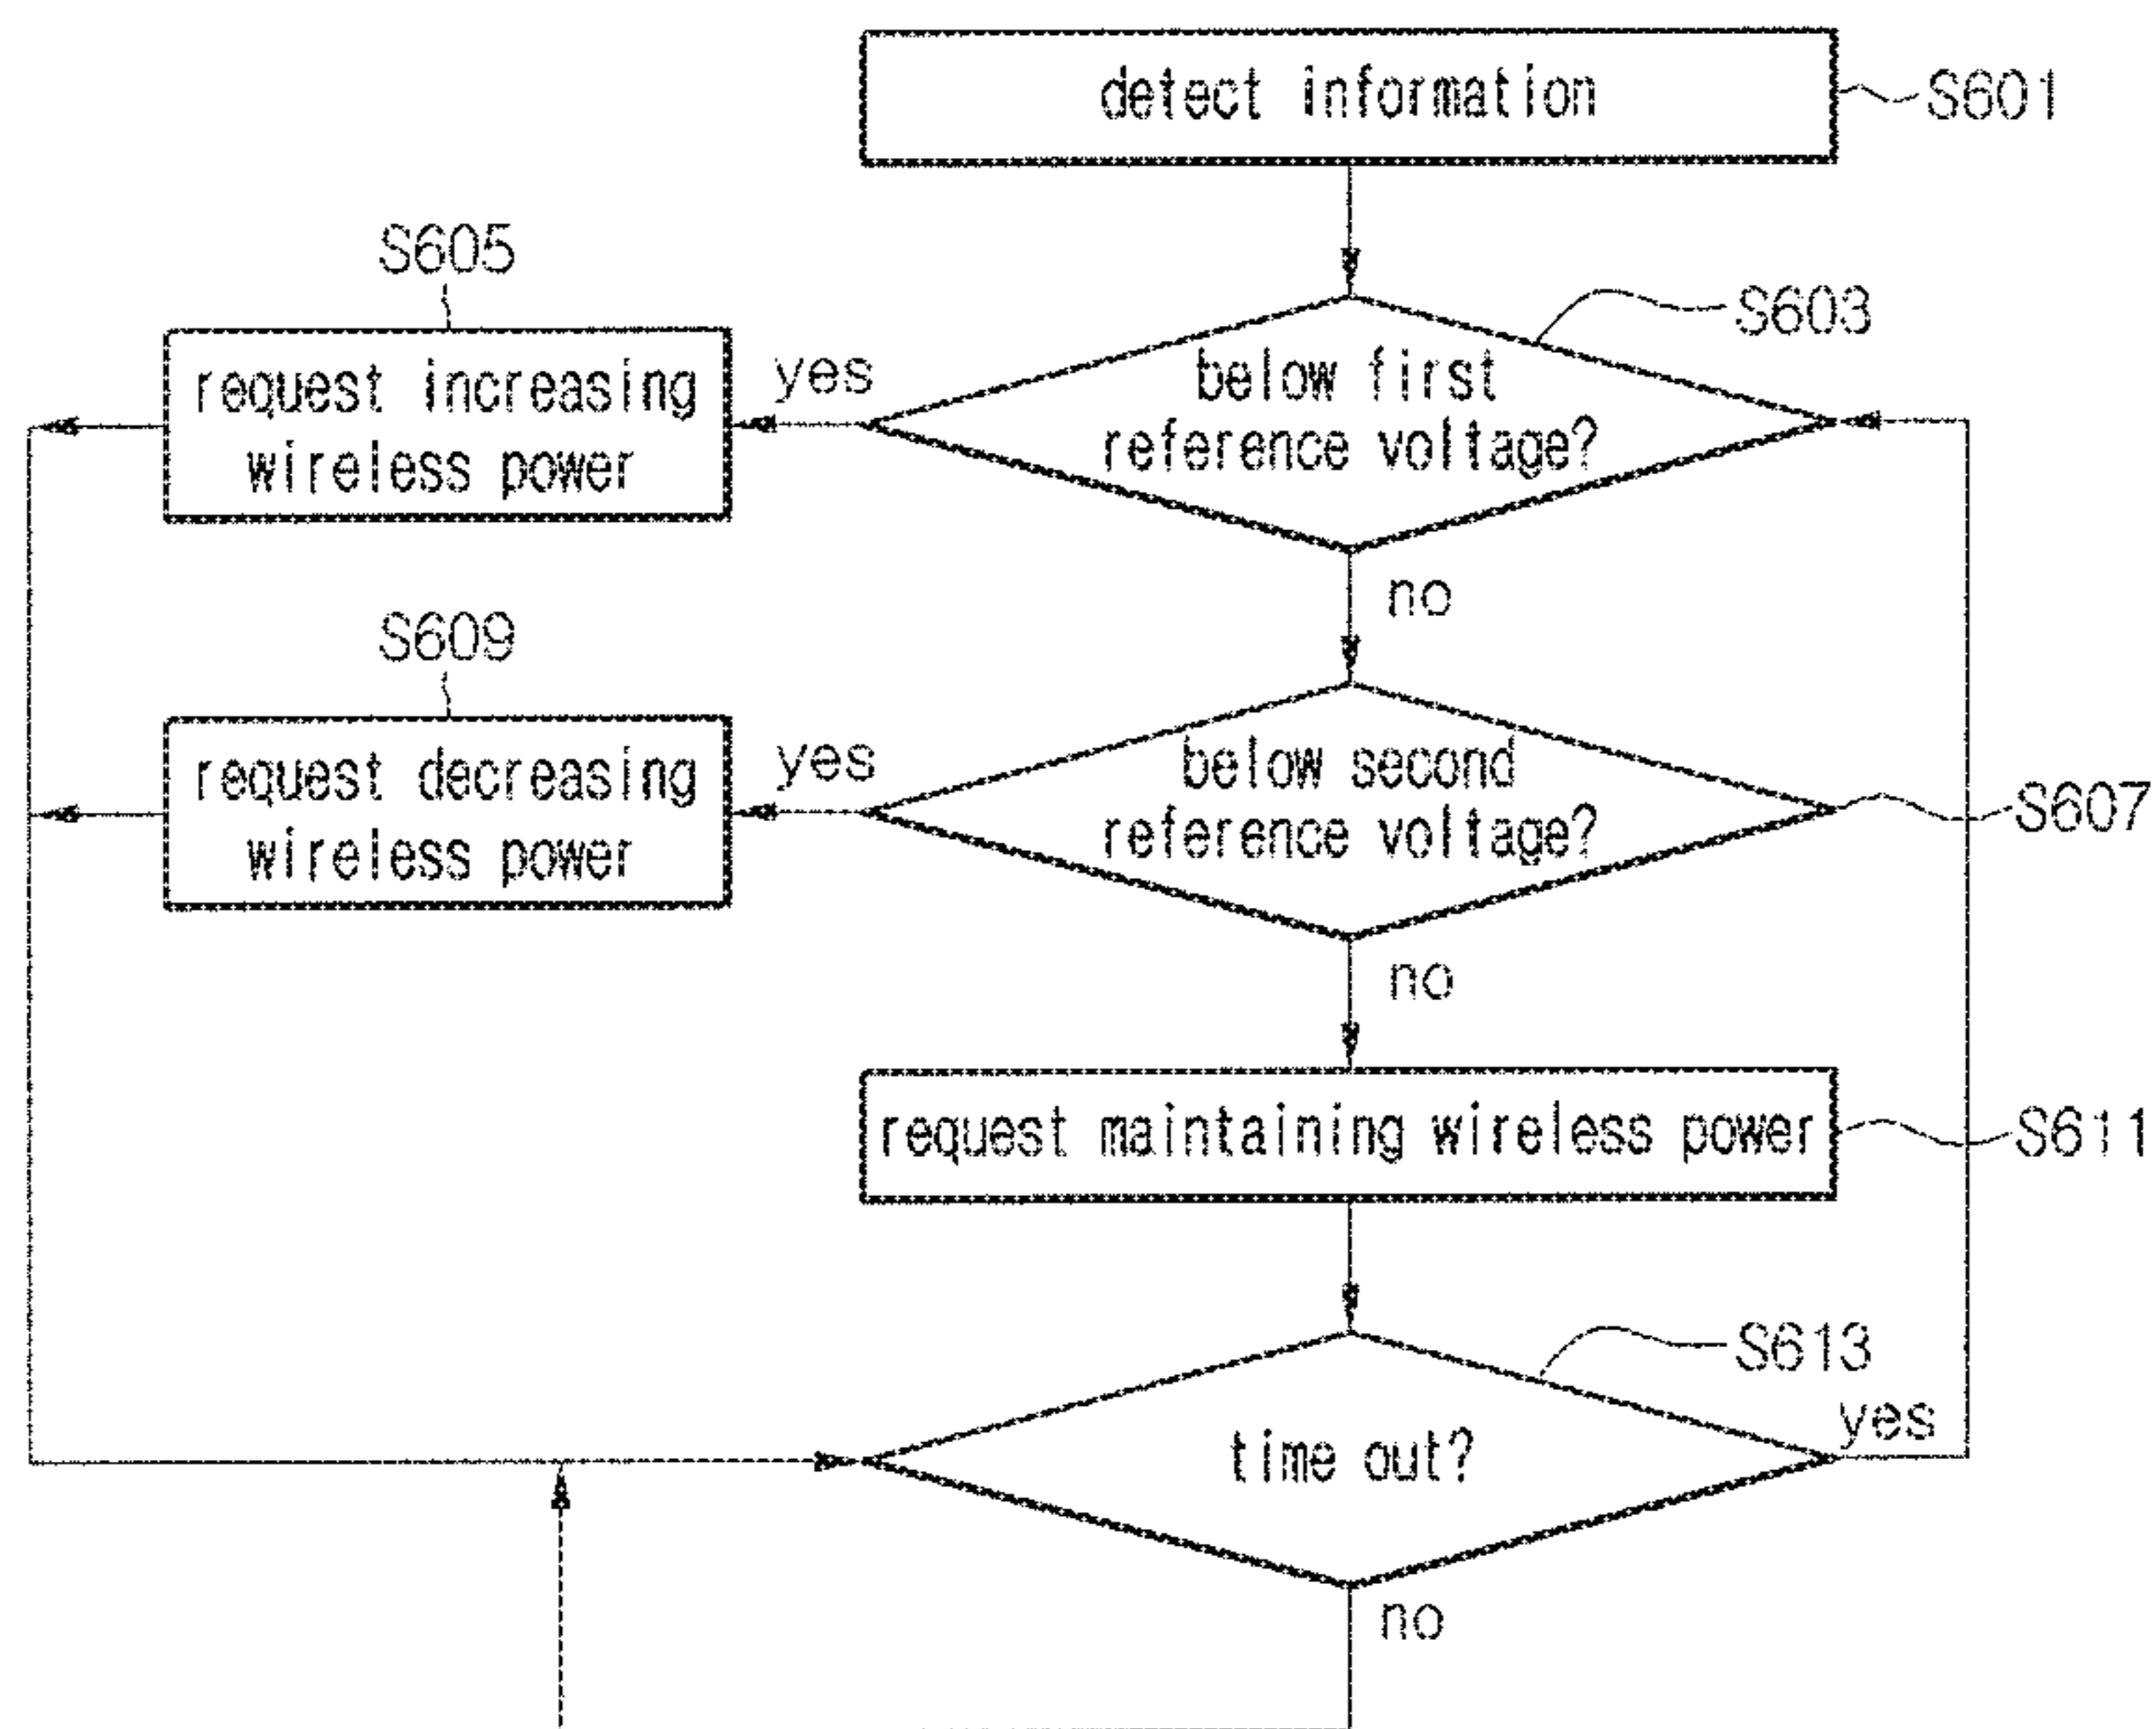 detect information
S601
S605
S603
request increasing
wireless power
yes
below first
reference voltage?
no
S609
request decreasing
wireless power
yes
below second
reference voltage?
S607
no
request maintaining wireless power
S611
S613
time out?
yes
no